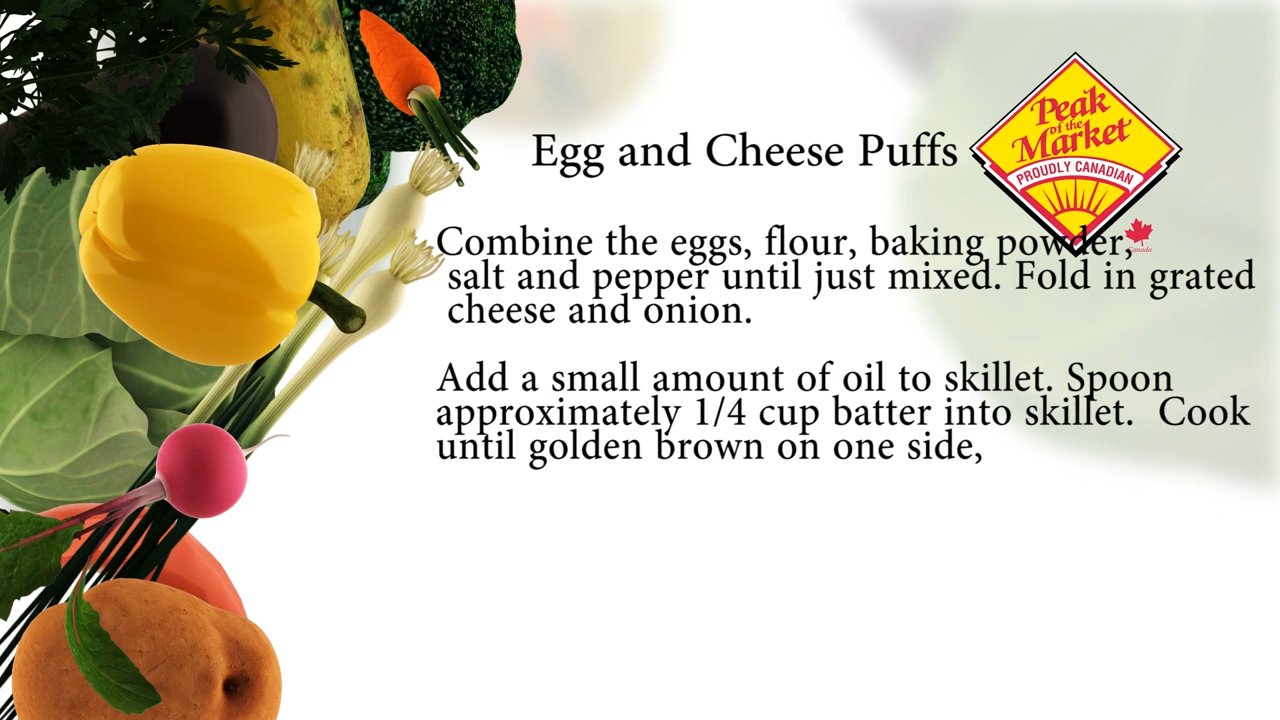 Egg and Cheese Puffs
Peak
of the
Market
PROUDLY CANADIAN
Canada
Combine the eggs, flour, baking powder,
salt and pepper until just mixed. Fold in grated
cheese and onion.
Add a small amount of oil to skillet. Spoon
approximately 1/4 cup batter into skillet.  Cook
until golden brown on one side,